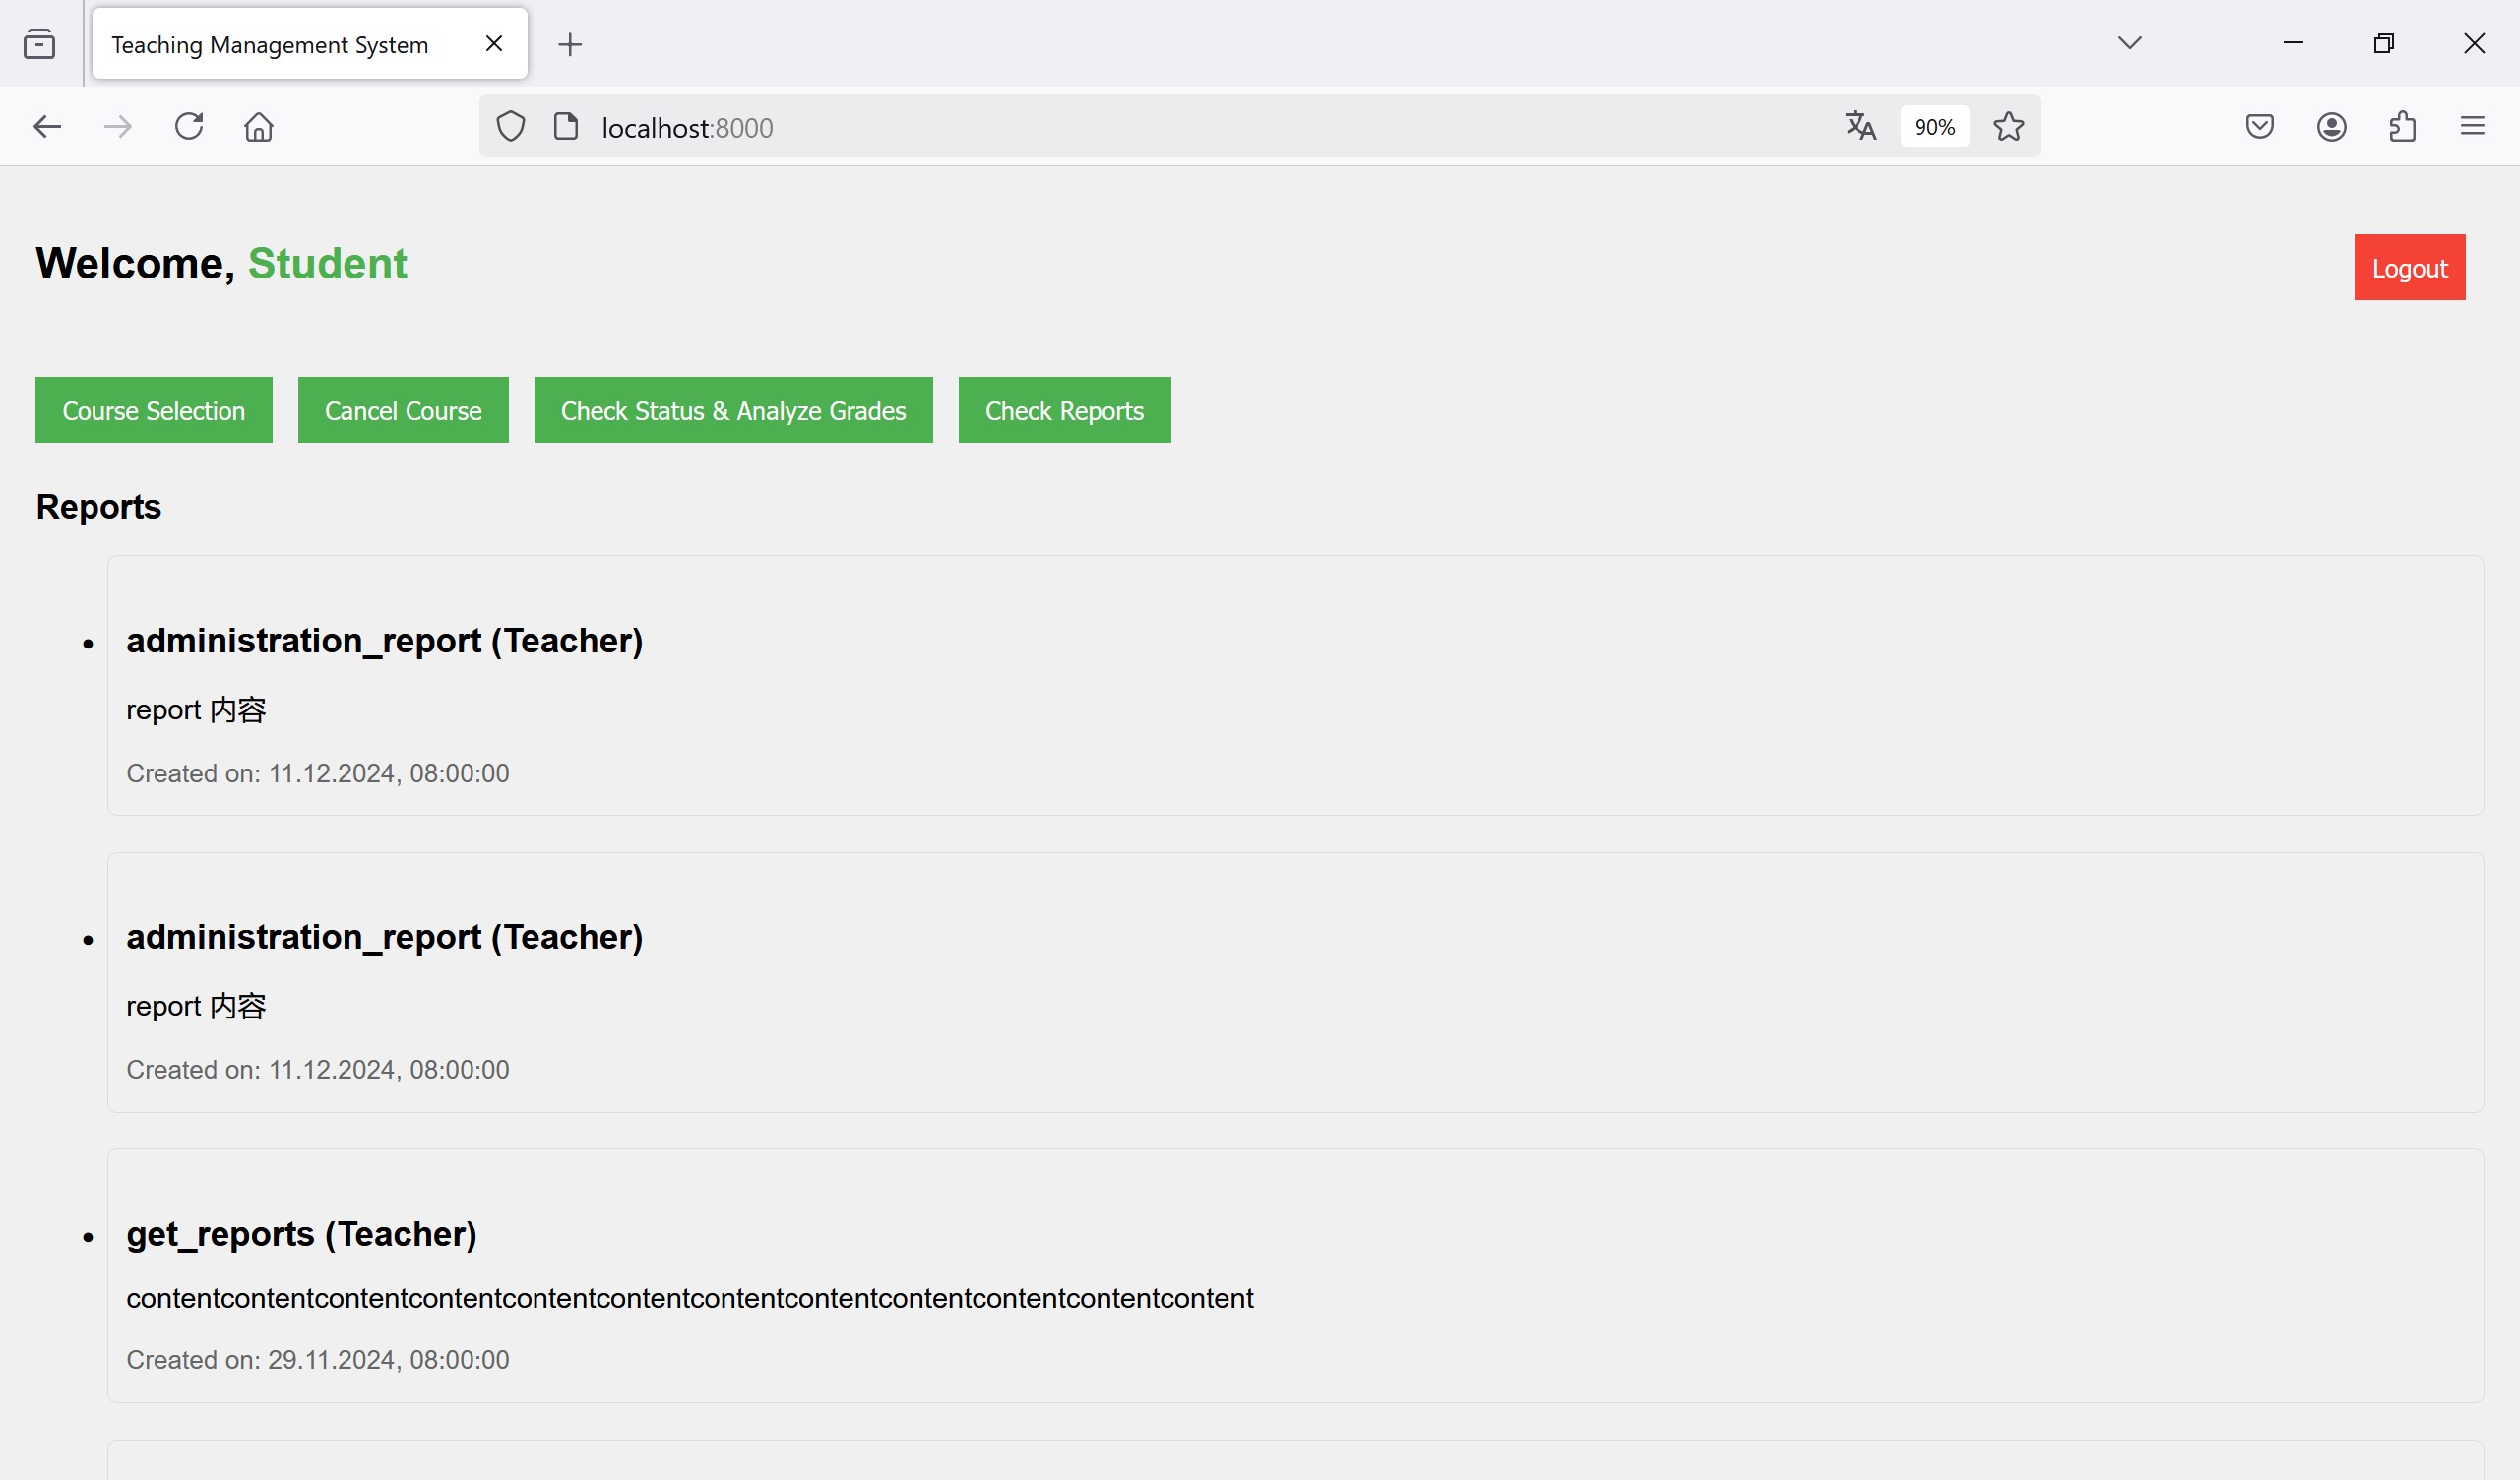 Teaching Management System
localhost:8000
90%
Welcome, Student
Logout
Course Selection
Cancel Course
Check Status & Analyze Grades
Check Reports
Reports
administration_report (Teacher)
report 内容
Created on: 11.12.2024, 08:00:00
administration_report (Teacher)
report 内容
Created on: 11.12.2024, 08:00:00
get_reports (Teacher)
contentcontentcontentcontentcontentcontentcontentcontentcontentcontentcontentcontent
Created on: 29.11.2024, 08:00:00